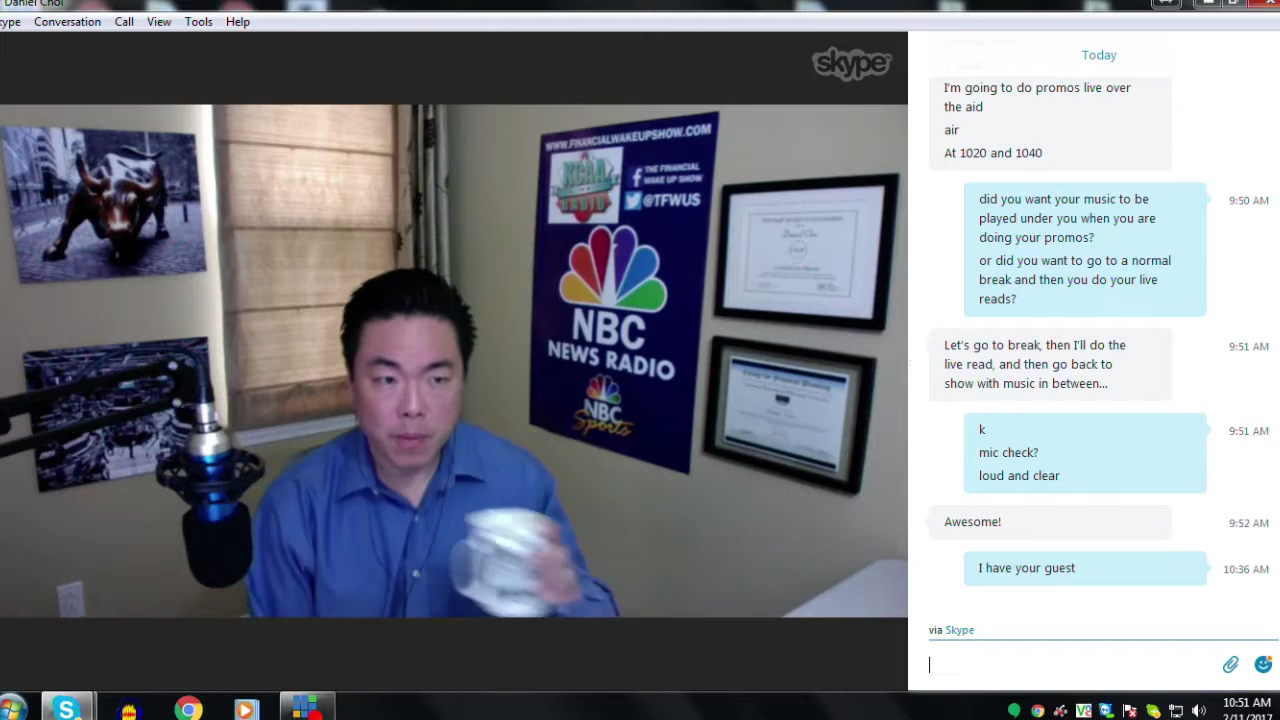 Daniel Choi
Skype
Conversation
Call
View
Tools
Help
skype
WWW.FINANCIALWAKEUPSHOW.COM
KCAA
RADIO
THE FINANCIAL
WAKE UP SHOW
@TFWUS
NBC
NEWS RADIO
NBC
Sports
Today
I'm going to do promos live over
the aid
air
At 1020 and 1040
did you want your music to be
played under you when you are
doing your promos?
9:50 AM
or did you want to go to a normal
break and then you do your live
reads?
Let's go to break, then I'll do the
live read, and then go back to
show with music in between...
9:51 AM
k
9:51 AM
mic check?
loud and clear
Awesome!
9:52 AM
I have your guest
10:36 AM
via Skype
10:51 AM
2/11/2017